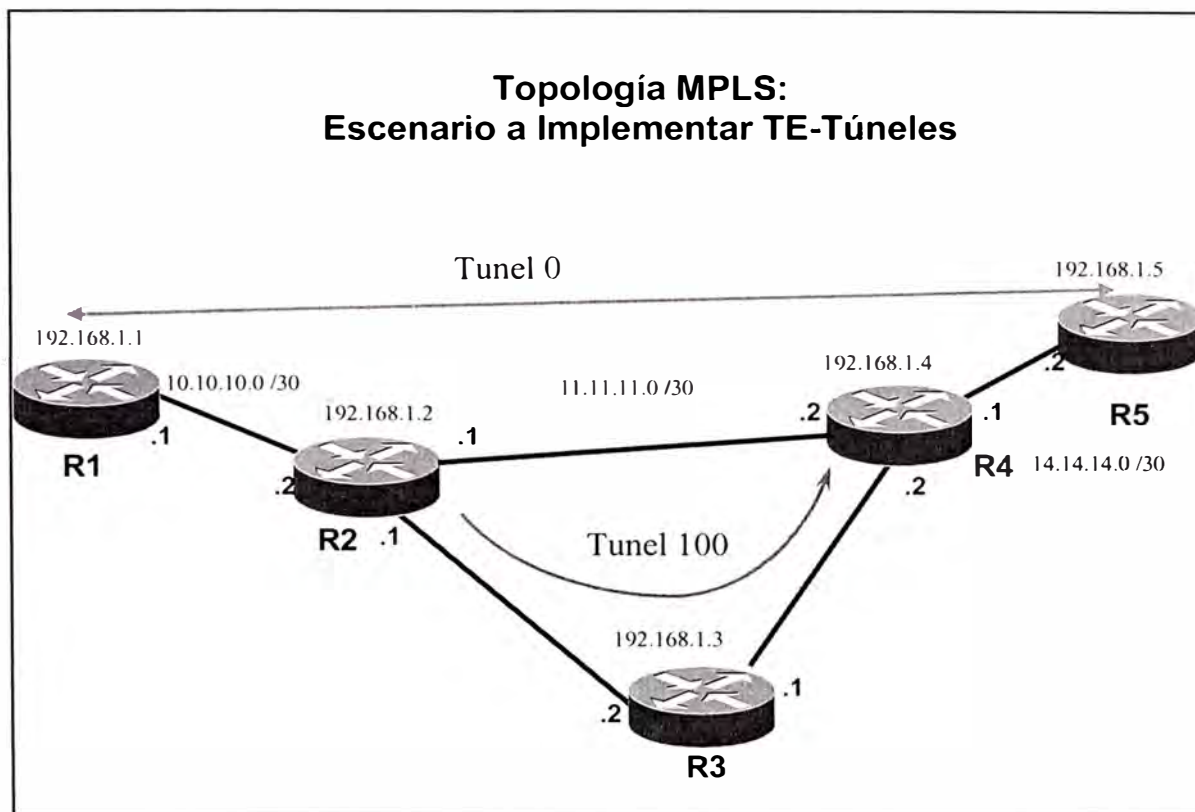 Topología MPLS:
Escenario a Implementar TE-Túneles
Tunel 0
192.168.1.5
192.168.1.1
10.10.10.0 /30
11.11.11.0 /30
192.168.1.4
.2
192.168.1.2
.2
.1
.1
.1
R5
R1
R4
14.14.14.0 /30
.2
.2
R2
.1
Tunel 100
192.168.1.3
.1
.2
R3